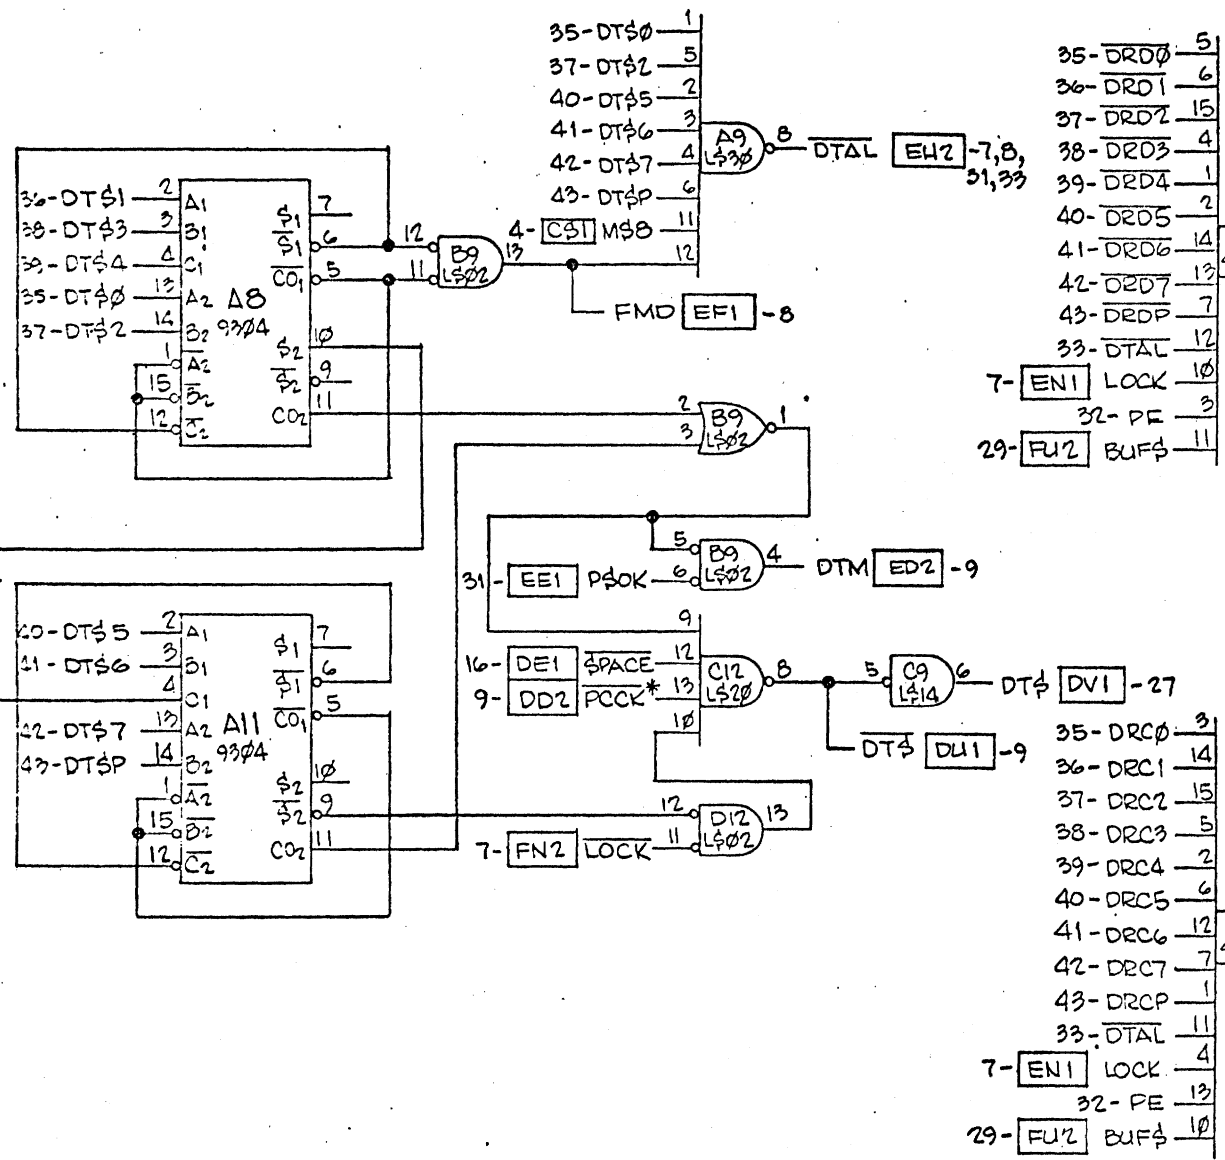 35-DTS0 1
37-DTS2 5
40-DTS5 2
41-DTS6 3
42-DTS7 4
43-DTSP 6
4- CS1 MS8 11
12
A9
LS30
8 DTAL EH2 -7,8,
31,33
36-DTS1 2 A1
38-DTS3 3 B1
39-DTS4 4 C1
35-DTS0 13 A2
37-DTS2 14 B2
1 A2
15 B2
12 C2
A8
9304
S1 7
S1 6
CO1 5
S2 10
S2 9
CO2 11
12
11
B9
LS02
13
FMD EF1 -8
2
3
B9
LS02
1
5
31- EE1 PSOK 6
B9
LS02
4 DTM ED2 -9
9
16- DE1 SPACE 12
9- DD2 PCCK* 13
10
C12
LS20
8
5 C9
LS14
6 DTS DV1 -27
DTS DU1 -9
40-DTS5 2 A1
41-DTS6 3 B1
4 C1
42-DTS7 13 A2
43-DTSP 14 B2
1 A2
15 B2
12 C2
A11
9304
S1 7
S1 6
CO1 5
S2 10
S2 9
CO2 11
12
7- FN2 LOCK 11
D12
LS02
13
35-DRD0 5
36-DRD1 6
37-DRD2 15
38-DRD3 4
39-DRD4 1
40-DRD5 2
41-DRD6 14
42-DRD7 13
43-DRDP 7
33-DTAL 12
7- EN1 LOCK 10
32-PE 3
29- FU2 BUFS 11
35-DRC0 3
36-DRC1 14
37-DRC2 15
38-DRC3 5
39-DRC4 2
40-DRC5 6
41-DRC6 12
42-DRC7 7
43-DRCP 1
33-DTAL 11
7- EN1 LOCK 4
32-PE 13
29- FU2 BUFS 10